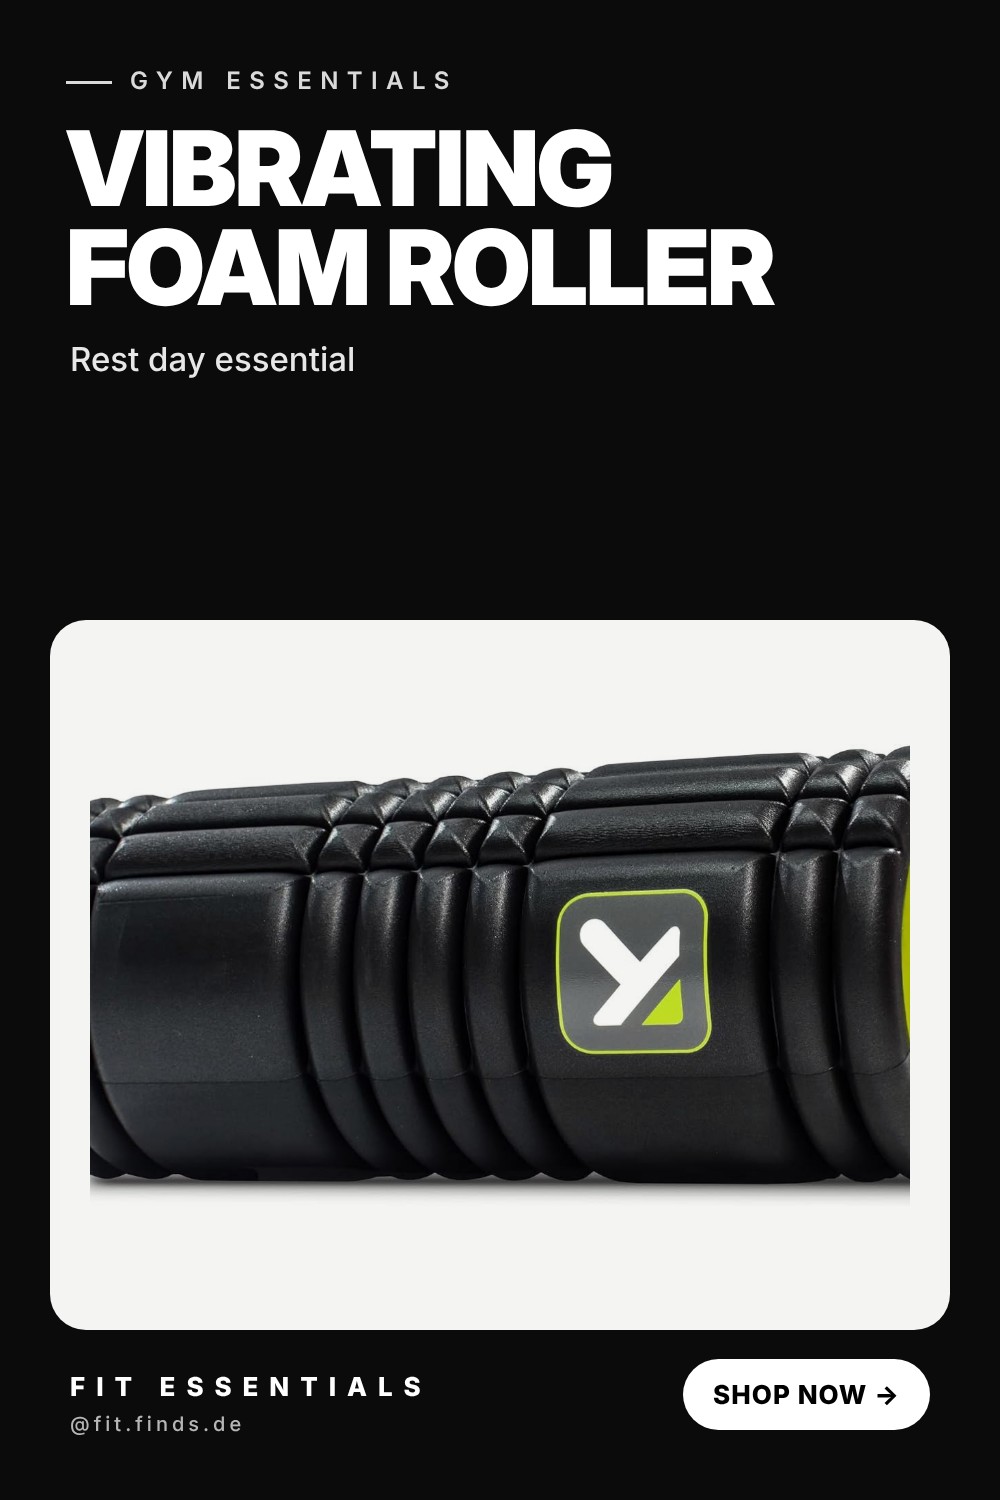 GYM ESSENTIALS
VIBRATING
FOAM ROLLER
Rest day essential
FIT ESSENTIALS
@fit.finds.de
SHOP NOW →